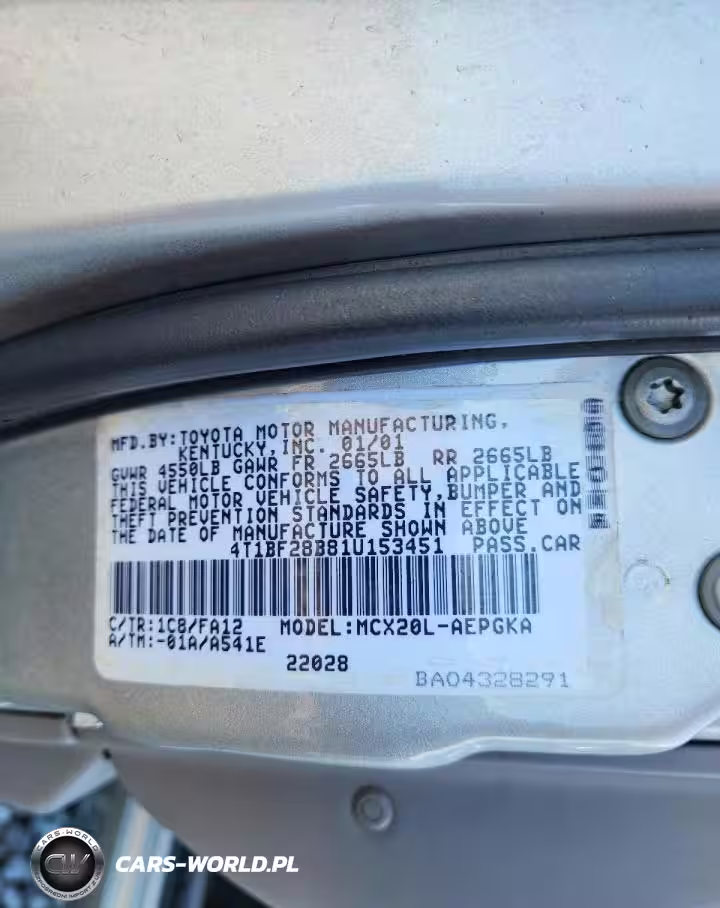 MFD.BY:TOYOTA MOTOR MANUFACTURING,
KENTUCKY,INC. 01/01
GVWR 4550LB GAWR FR 2665LB RR 2665LB
THIS VEHICLE CONFORMS TO ALL APPLICABLE
FEDERAL MOTOR VEHICLE SAFETY,BUMPER AND
THEFT PREVENTION STANDARDS IN EFFECT ON
THE DATE OF MANUFACTURE SHOWN ABOVE
4T1BF28B81U153451 PASS.CAR
C/TR:1C8/FA12 MODEL:MCX20L-AEPGKA
A/TM:-01A/A541E
22028
BA04328291
CARS-WORLD
CW
CARS-WORLD.PL